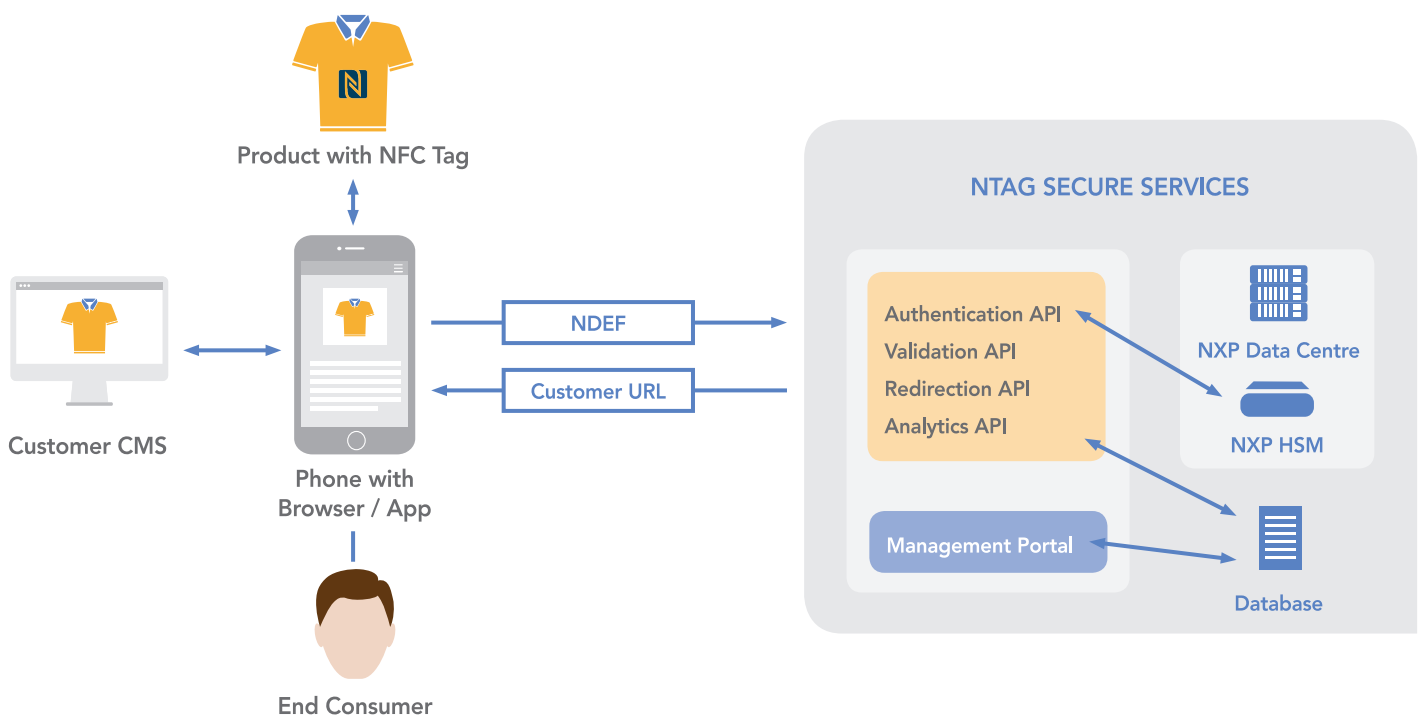 Product with NFC Tag
Customer CMS
Phone with
Browser / App
End Consumer
NDEF
Customer URL
NTAG SECURE SERVICES
Authentication API
Validation API
Redirection API
Analytics API
Management Portal
NXP Data Centre
NXP HSM
Database